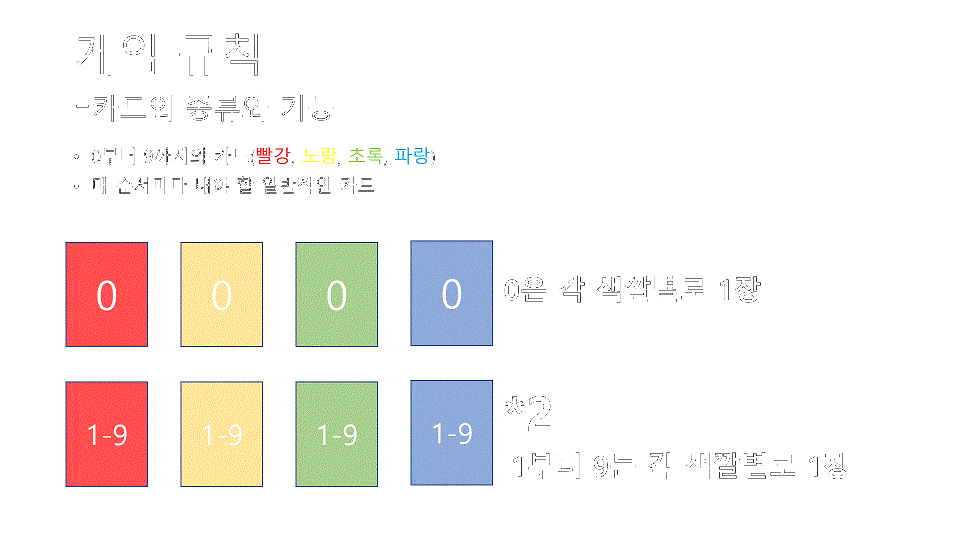 게임 규칙
-카드의 종류와 기능
• 0부터 9까지의 카드(빨강, 노랑, 초록, 파랑)
• 매 순서마다 내야 할 일반적인 카드
0 0 0 0 0은 각 색깔별로 1장
1-9 1-9 1-9 1-9 *2
1부터 9는 각 색깔별로 1장